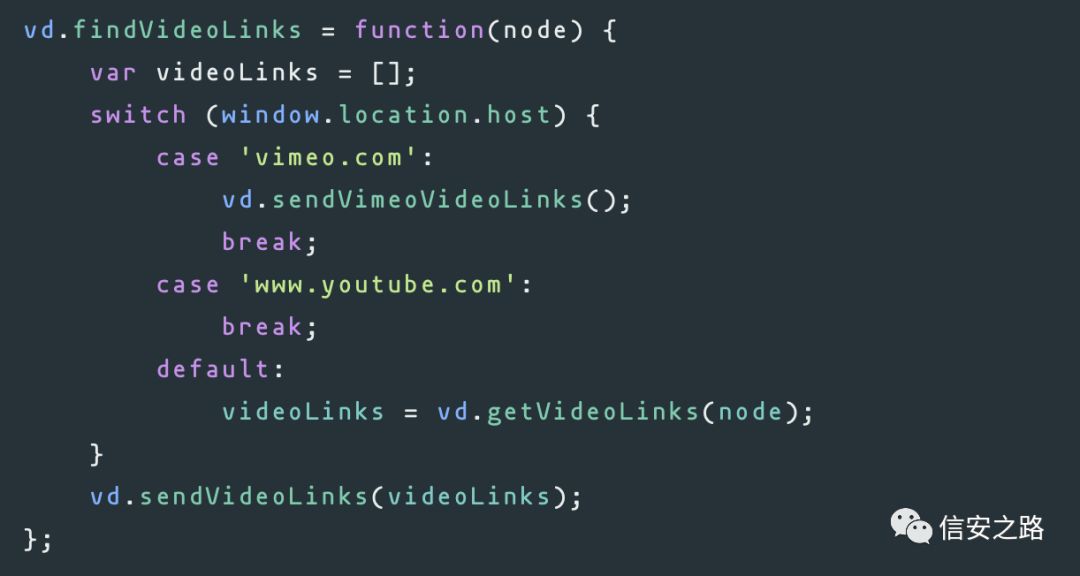 vd.findVideoLinks = function(node) {
    var videoLinks = [];
    switch (window.location.host) {
        case 'vimeo.com':
            vd.sendVimeoVideoLinks();
            break;
        case 'www.youtube.com':
            break;
        default:
            videoLinks = vd.getVideoLinks(node);
    }
    vd.sendVideoLinks(videoLinks);
};
信安之路